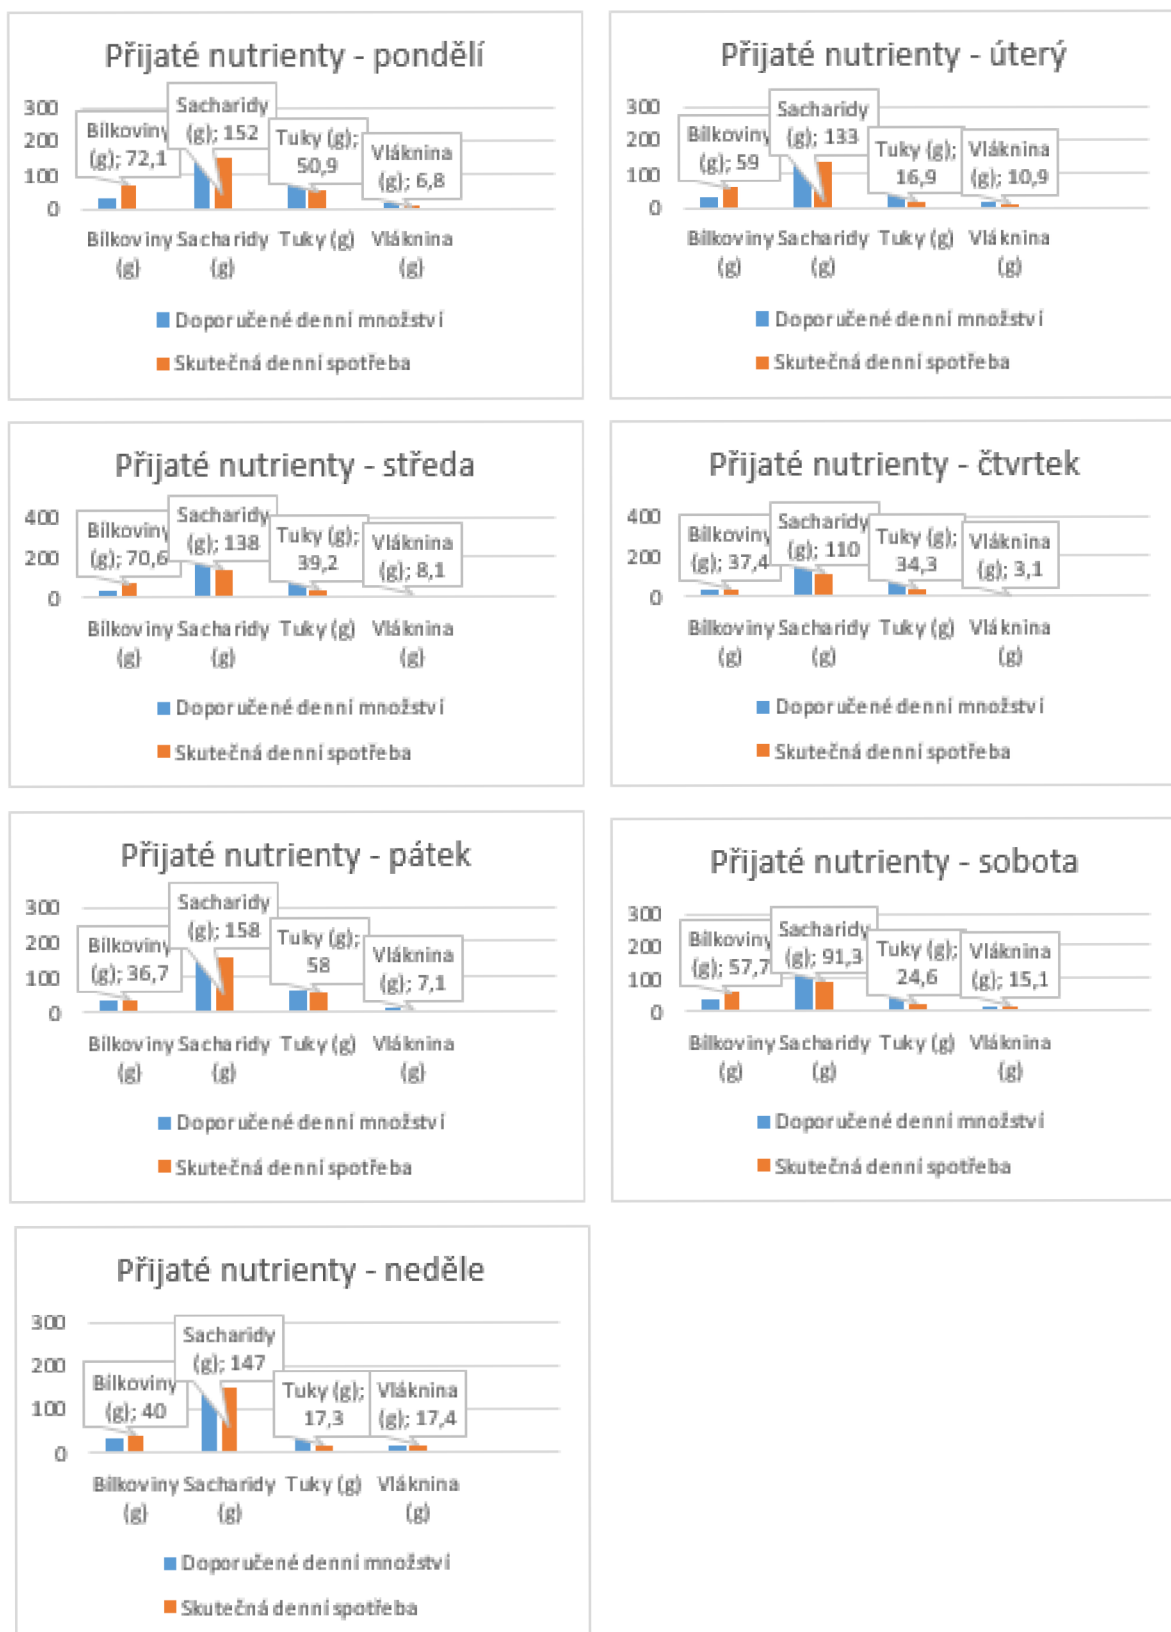 Přijaté nutrienty - pondělí
300
200
100
0
Bílkoviny
(g); 72,1
Sacharidy
(g); 152
Tuky (g);
50,9
Vláknina
(g); 6,8
Bílkoviny Sacharidy Tuky (g) Vláknina
(g) (g) (g)
Doporučené denní množství
Skutečná denní spotřeba
Přijaté nutrienty - úterý
300
200
100
0
Bílkoviny
(g); 59
Sacharidy
(g); 133
Tuky (g);
16,9
Vláknina
(g); 10,9
Bílkoviny Sacharidy Tuky (g) Vláknina
(g) (g) (g)
Doporučené denní množství
Skutečná denní spotřeba
Přijaté nutrienty - středa
400
200
0
Bílkoviny
(g); 70,6
Sacharidy
(g); 138
Tuky (g);
39,2
Vláknina
(g); 8,1
Bílkoviny Sacharidy Tuky (g) Vláknina
(g) (g) (g)
Doporučené denní množství
Skutečná denní spotřeba
Přijaté nutrienty - čtvrtek
400
200
0
Bílkoviny
(g); 37,4
Sacharidy
(g); 110
Tuky (g);
34,3
Vláknina
(g); 3,1
Bílkoviny Sacharidy Tuky (g) Vláknina
(g) (g) (g)
Doporučené denní množství
Skutečná denní spotřeba
Přijaté nutrienty - pátek
300
200
100
0
Bílkoviny
(g); 36,7
Sacharidy
(g); 158
Tuky (g);
58
Vláknina
(g); 7,1
Bílkoviny Sacharidy Tuky (g) Vláknina
(g) (g) (g)
Doporučené denní množství
Skutečná denní spotřeba
Přijaté nutrienty - sobota
300
200
100
0
Bílkoviny
(g); 57,7
Sacharidy
(g); 91,3
Tuky (g);
24,6
Vláknina
(g); 15,1
Bílkoviny Sacharidy Tuky (g) Vláknina
(g) (g) (g)
Doporučené denní množství
Skutečná denní spotřeba
Přijaté nutrienty - neděle
300
200
100
0
Bílkoviny
(g); 40
Sacharidy
(g); 147
Tuky (g);
17,3
Vláknina
(g); 17,4
Bílkoviny Sacharidy Tuky (g) Vláknina
(g) (g) (g)
Doporučené denní množství
Skutečná denní spotřeba